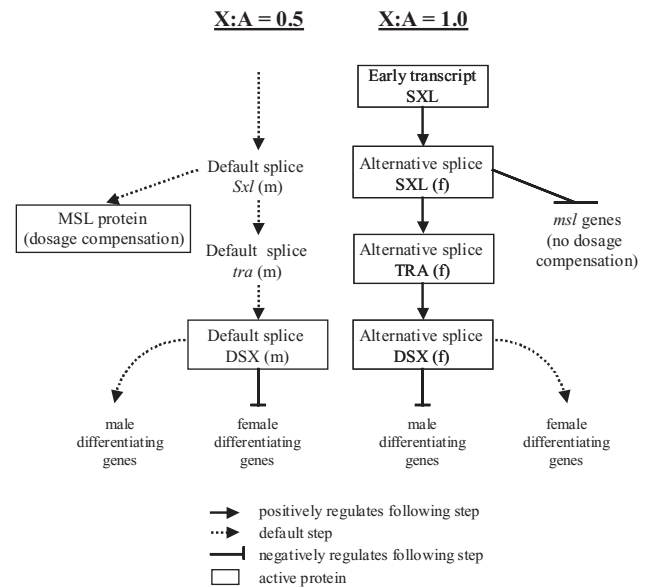 X:A = 0.5
X:A = 1.0
Early transcript
SXL
Default splice
Sxl (m)
Alternative splice
SXL (f)
MSL protein
(dosage compensation)
msl genes
(no dosage
compensation)
Default splice
tra (m)
Alternative splice
TRA (f)
Default splice
DSX (m)
Alternative splice
DSX (f)
male
differentiating
genes
female
differentiating
genes
male
differentiating
genes
female
differentiating
genes
positively regulates following step
default step
negatively regulates following step
active protein